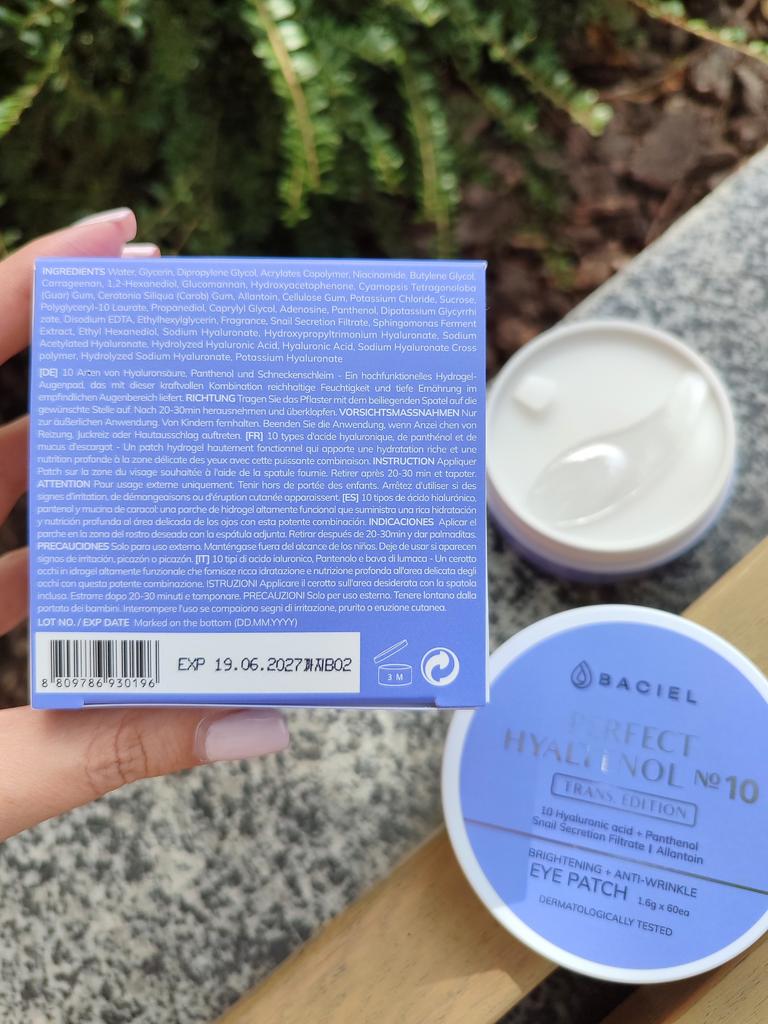 INGREDIENTS Water, Glycerin, Dipropylene Glycol, Acrylates Copolymer, Niacinamide, Butylene Glycol,
Carrageenan, 1,2-Hexanediol, Glucomannan, Hydroxyacetophenone, Cyamopsis Tetragonoloba
(Guar) Gum, Ceratonia Siliqua (Carob) Gum, Allantoin, Cellulose Gum, Potassium Chloride, Sucrose,
Polyglyceryl-10 Laurate, Propanediol, Caprylyl Glycol, Adenosine, Panthenol, Dipotassium Glycyrrhi
zate, Disodium EDTA, Ethylhexylglycerin, Fragrance, Snail Secretion Filtrate, Sphingomonas Ferment
Extract, Ethyl Hexanediol, Sodium Hyaluronate, Hydroxypropyltrimonium Hyaluronate, Sodium
Acetylated Hyaluronate, Hydrolyzed Hyaluronic Acid, Hyaluronic Acid, Sodium Hyaluronate Cross
polymer, Hydrolyzed Sodium Hyaluronate, Potassium Hyaluronate
[DE] 10 Arten von Hyaluronsäure, Panthenol und Schneckenschleim - Ein hochfunktionelles Hydrogel-
Augenpad, das mit dieser kraftvollen Kombination reichhaltige Feuchtigkeit und tiefe Ernährung im
empfindlichen Augenbereich liefert. RICHTUNG Tragen Sie das Pflaster mit dem beiliegenden Spatel auf die
gewünschte Stelle auf. Nach 20-30min herausnehmen und überklopfen. VORSICHTSMASSNAHMEN Nur
zur äußerlichen Anwendung. Von Kindern fernhalten. Beenden Sie die Anwendung, wenn Anzei chen von
Reizung, Juckreiz oder Hautausschlag auftreten. [FR] 10 types d'acide hyaluronique, de panthénol et de
mucus d'escargot - Un patch hydrogel hautement fonctionnel qui apporte une hydratation riche et une
nutrition profonde à la zone délicate des yeux avec cette puissante combinaison. INSTRUCTION Appliquer
Patch sur la zone du visage souhaitée à l'aide de la spatule fournie. Retirer après 20-30 min et tapoter.
ATTENTION Pour usage externe uniquement. Tenir hors de portée des enfants. Arrêtez d'utiliser si des
signes d'irritation, de démangeaisons ou d'éruption cutanée apparaissent. [ES] 10 tipos de ácido hialurónico,
pantenol y mucina de caracol: una parche de hidrogel altamente funcional que suministra una rica hidratación
y nutrición profunda al área delicada de los ojos con esta potente combinación. INDICACIONES Aplicar el
parche en la zona del rostro deseada con la espátula adjunta. Retirar después de 20-30min y dar palmaditas.
PRECAUCIONES Solo para uso externo. Manténgase fuera del alcance de los niños. Deje de usar si aparecen
signos de irritación, picazón o picazón. [IT] 10 tipi di acido ialuronico, Pantenolo e bava di lumaca - Un cerotto
occhi in idrogel altamente funzionale che fornisce ricca idratazione e nutrizione profonda all'area delicata degli
occhi con questa potente combinazione. ISTRUZIONI Applicare il cerotto sull'area desiderata con la spatola
inclusa. Estrarre dopo 20-30 minuti e tamponare. PRECAUZIONI Solo per uso esterno. Tenere lontano dalla
portata dei bambini. Interrompere l'uso se compaiono segni di irritazione, prurito o eruzione cutanea.
LOT NO. / EXP DATE Marked on the bottom (DD.MM.YYYY)
8 809786 930196
EXP 19.06.2027 NB02
3 M
BACIEL
PERFECT
HYALTENOL Nº10
TRANS. EDITION
10 Hyaluronic acid + Panthenol
Snail Secretion Filtrate | Allantoin
BRIGHTENING + ANTI-WRINKLE
EYE PATCH 1.6g x 60ea
DERMATOLOGICALLY TESTED